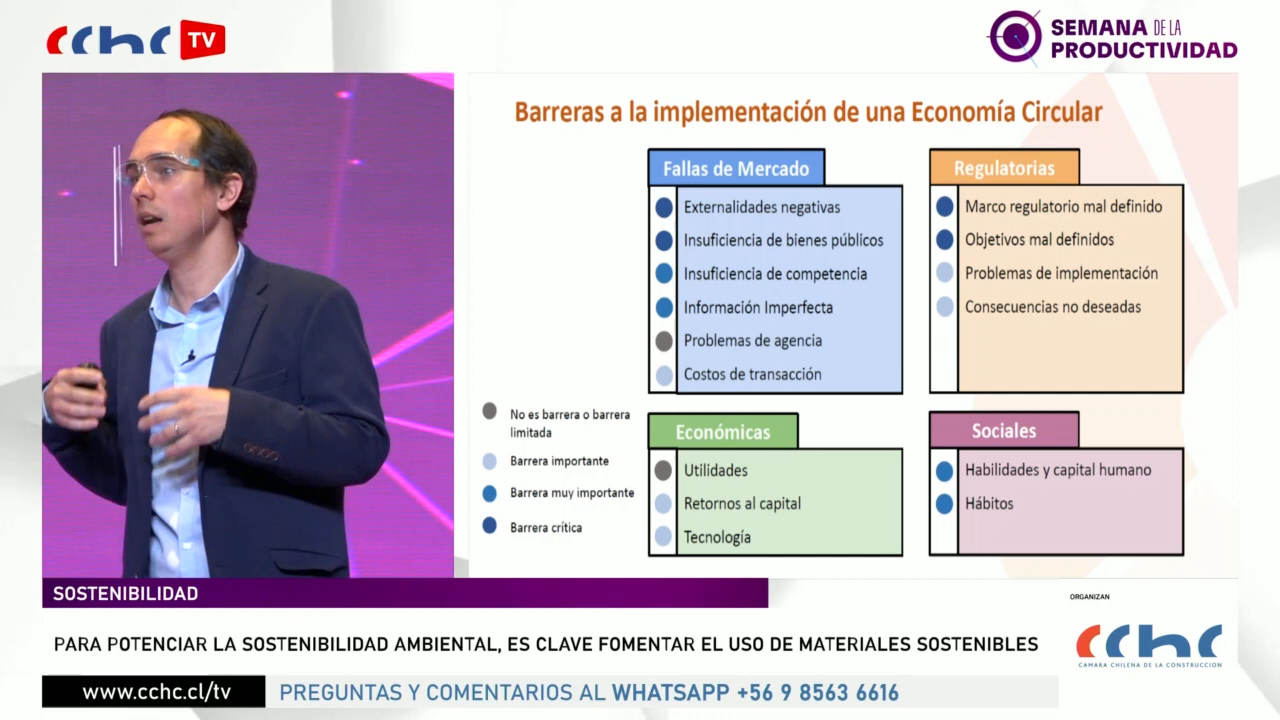 cchc TV
SEMANA DE LA
PRODUCTIVIDAD
Barreras a la implementación de una Economía Circular
Fallas de Mercado
Externalidades negativas
Insuficiencia de bienes públicos
Insuficiencia de competencia
Información Imperfecta
Problemas de agencia
Costos de transacción
Regulatorias
Marco regulatorio mal definido
Objetivos mal definidos
Problemas de implementación
Consecuencias no deseadas
No es barrera o barrera
limitada
Barrera importante
Barrera muy importante
Barrera crítica
Económicas
Utilidades
Retornos al capital
Tecnología
Sociales
Habilidades y capital humano
Hábitos
SOSTENIBILIDAD
PARA POTENCIAR LA SOSTENIBILIDAD AMBIENTAL, ES CLAVE FOMENTAR EL USO DE MATERIALES SOSTENIBLES
ORGANIZAN
cchc
CAMARA CHILENA DE LA CONSTRUCCION
www.cchc.cl/tv
PREGUNTAS Y COMENTARIOS AL WHATSAPP +56 9 8563 6616